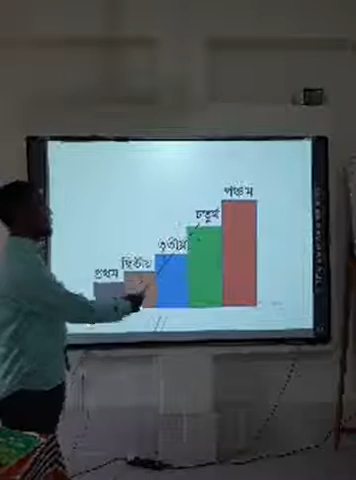 প্রথম
দ্বিতীয়
তৃতীয়
চতুর্থ
পঞ্চম